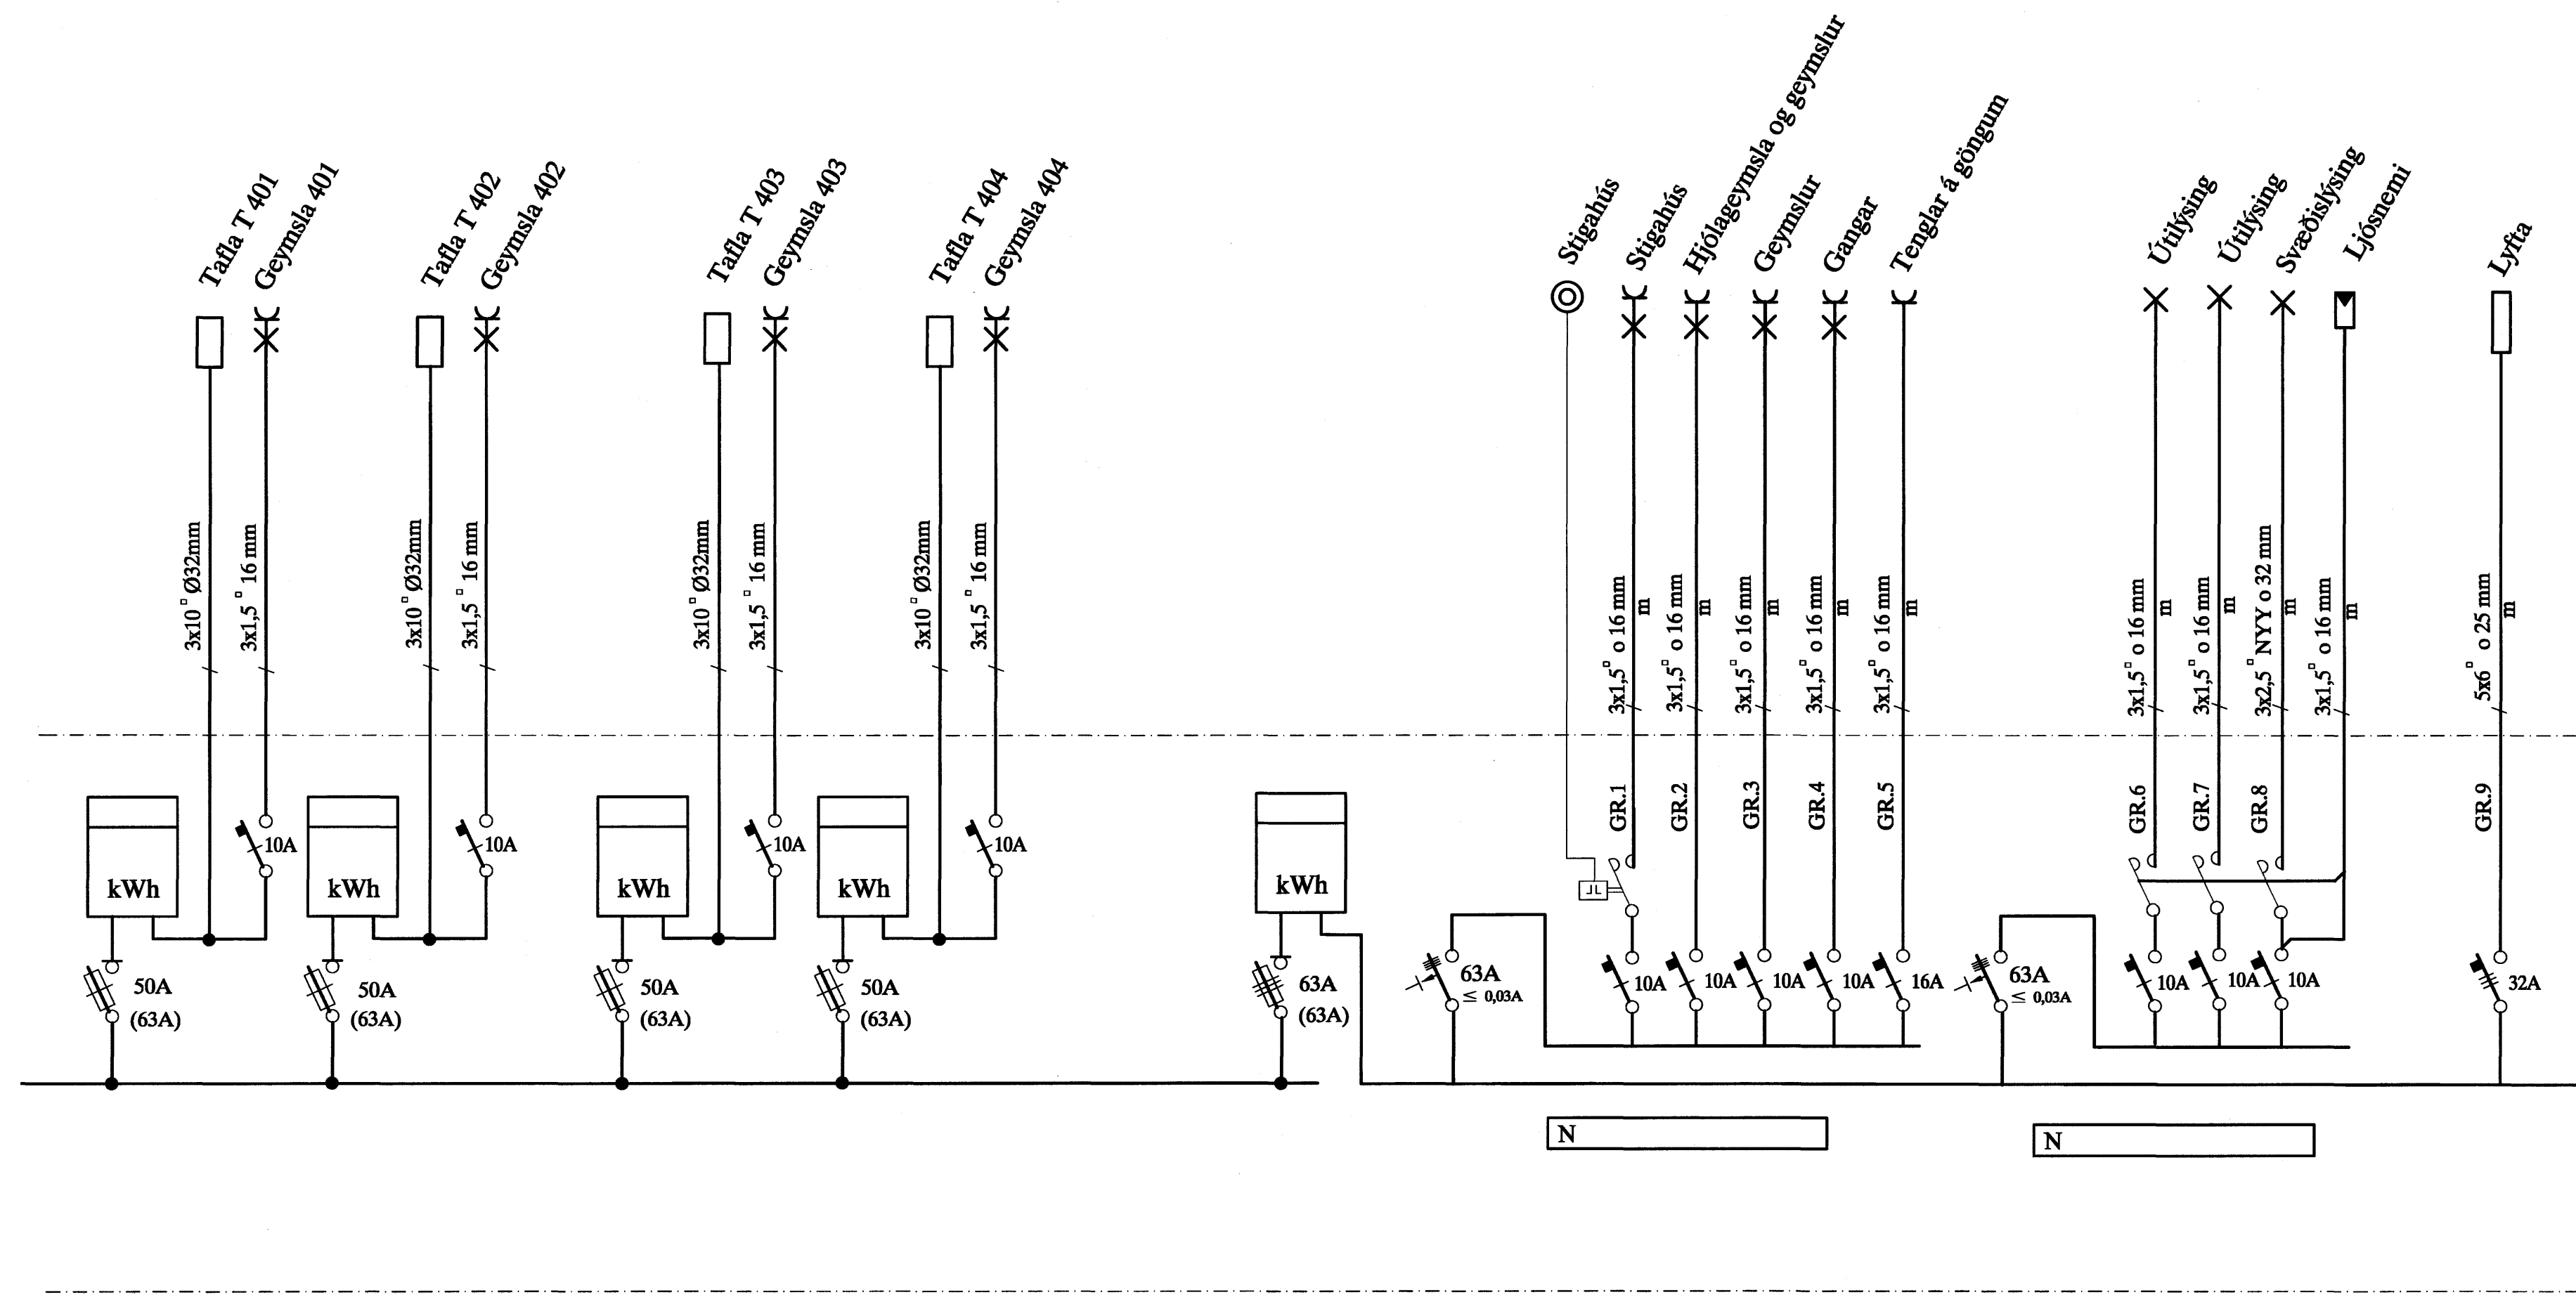 Tafla T 401
Geymsla 401
Tafla T 402
Geymsla 402
Tafla T 403
Geymsla 403
Tafla T 404
Geymsla 404
Stigahús
Stigahús
Hjólageymsla og geymslur
Geymslur
Gangar
Tenglar á göngum
Útilýsing
Útilýsing
Svæðislýsing
Ljósnemi
Lyfta
3x10▫ Ø32mm
3x1,5▫ 16 mm
3x10▫ Ø32mm
3x1,5▫ 16 mm
3x10▫ Ø32mm
3x1,5▫ 16 mm
3x10▫ Ø32mm
3x1,5▫ 16 mm
3x1,5▫ o 16 mm
m
3x1,5▫ o 16 mm
m
3x1,5▫ o 16 mm
m
3x1,5▫ o 16 mm
m
3x1,5▫ o 16 mm
m
3x1,5▫ o 16 mm
m
3x1,5▫ o 16 mm
m
3x2,5▫ NYY o 32 mm
m
3x1,5▫ o 16 mm
m
5x6▫ o 25 mm
m
GR.1
GR.2
GR.3
GR.4
GR.5
GR.6
GR.7
GR.8
GR.9
kWh
10A
kWh
10A
kWh
10A
kWh
10A
kWh
50A
(63A)
50A
(63A)
50A
(63A)
50A
(63A)
63A
(63A)
63A
≤ 0,03A
10A
10A
10A
10A
16A
63A
≤ 0,03A
10A
10A
10A
32A
N
N